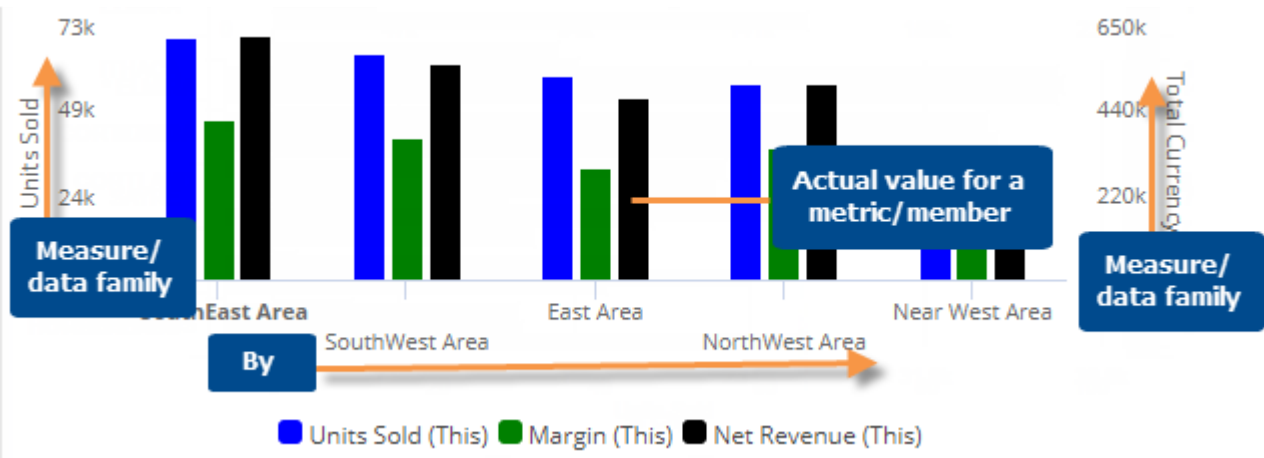 73k
650k
49k
440k
24k
220k
Units Sold
Total Currency
Actual value for a
metric/member
Measure/
data family
Measure/
data family
SouthEast Area
East Area
Near West Area
SouthWest Area
NorthWest Area
By
Units Sold (This)
Margin (This)
Net Revenue (This)